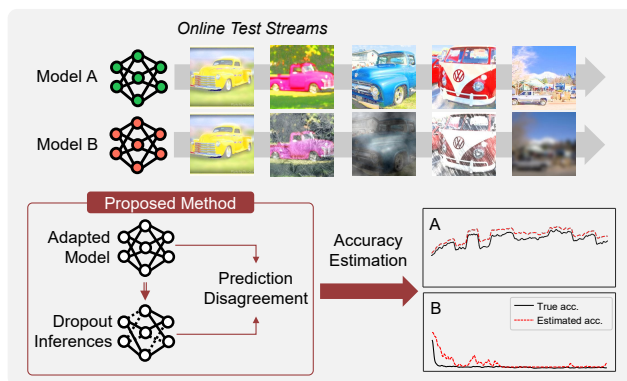 Online Test Streams
Model A
Model B
Proposed Method
Adapted
Model
Dropout
Inferences
Prediction
Disagreement
Accuracy
Estimation
A
B
True acc.
Estimated acc.